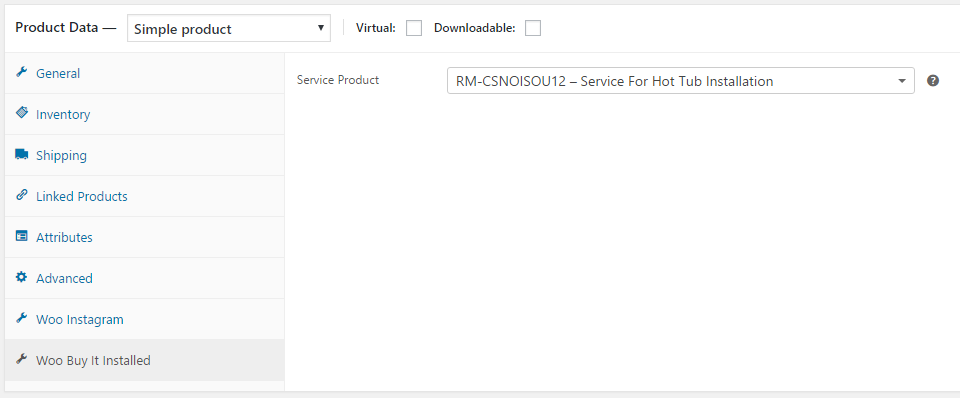 Product Data — Simple product Virtual: Downloadable:
General
Service Product RM-CSNOISOU12 – Service For Hot Tub Installation ?
Inventory
Shipping
Linked Products
Attributes
Advanced
Woo Instagram
Woo Buy It Installed